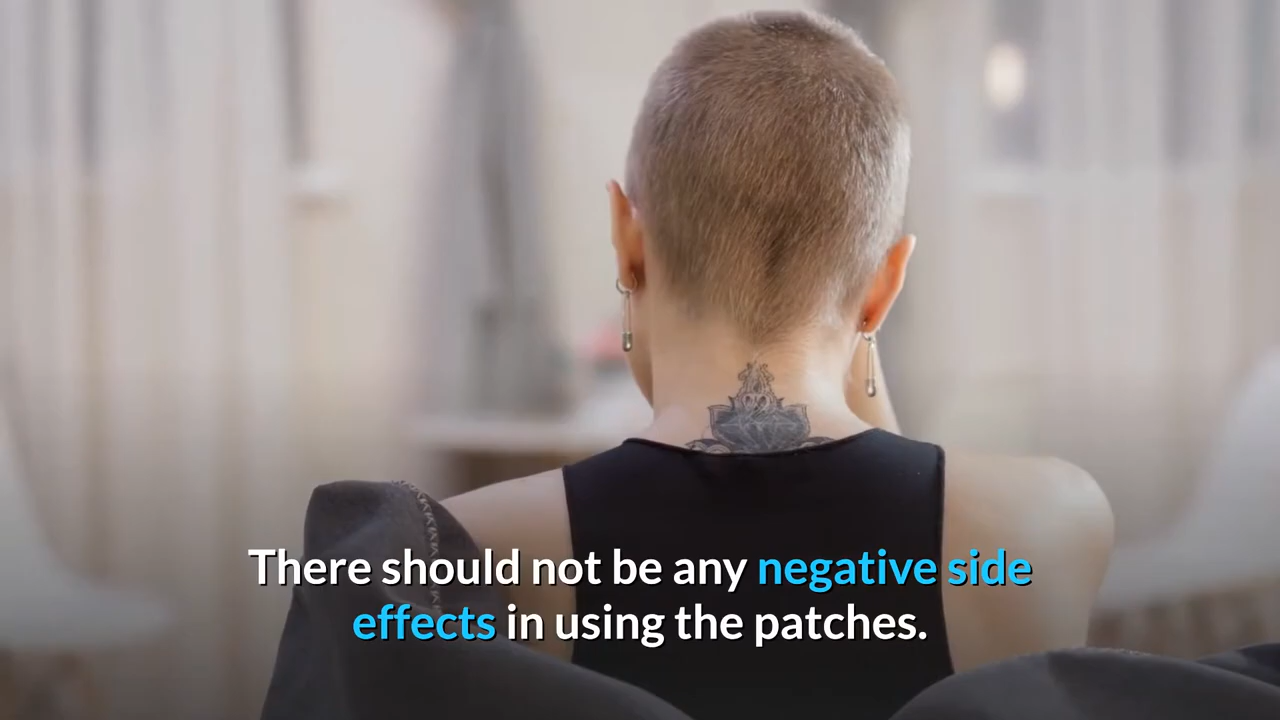 There should not be any negative side
effects in using the patches.